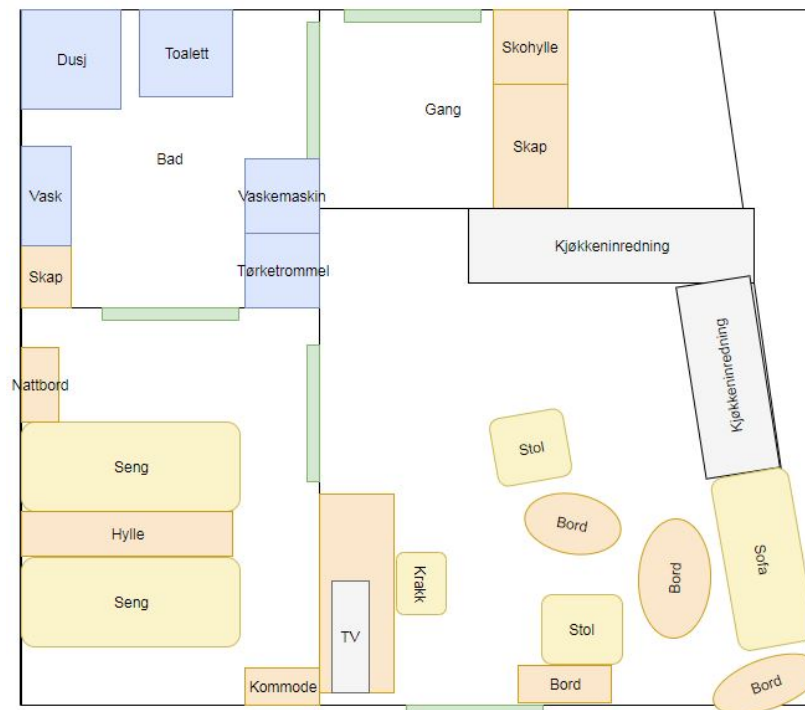 Dusj
Toalett
Skohylle
Gang
Skap
Bad
Vask
Vaskemaskin
Skap
Tørketrommel
Kjøkkeninredning
Kjøkkeninredning
Nattbord
Seng
Stol
Hylle
Bord
Seng
Krakk
Bord
Sofa
TV
Stol
Kommode
Bord
Bord